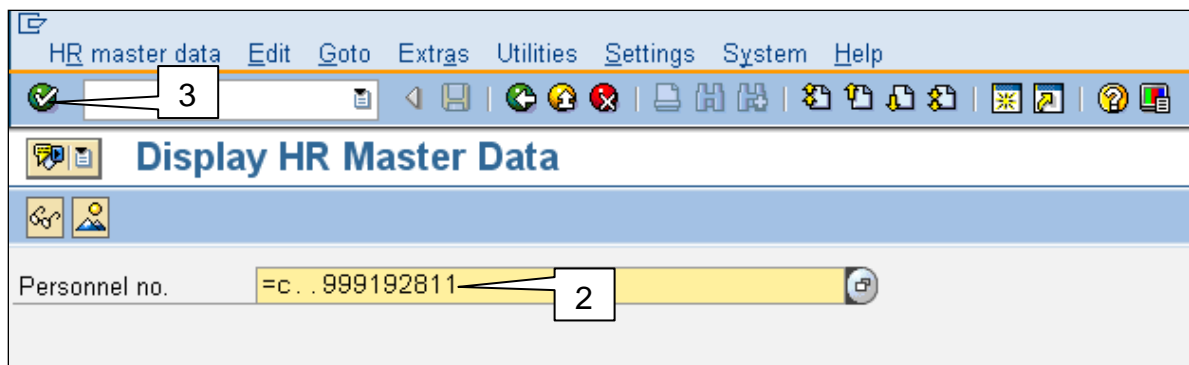 HR master data Edit Goto Extras Utilities Settings System Help
3
Display HR Master Data
Personnel no. =c..999192811
2